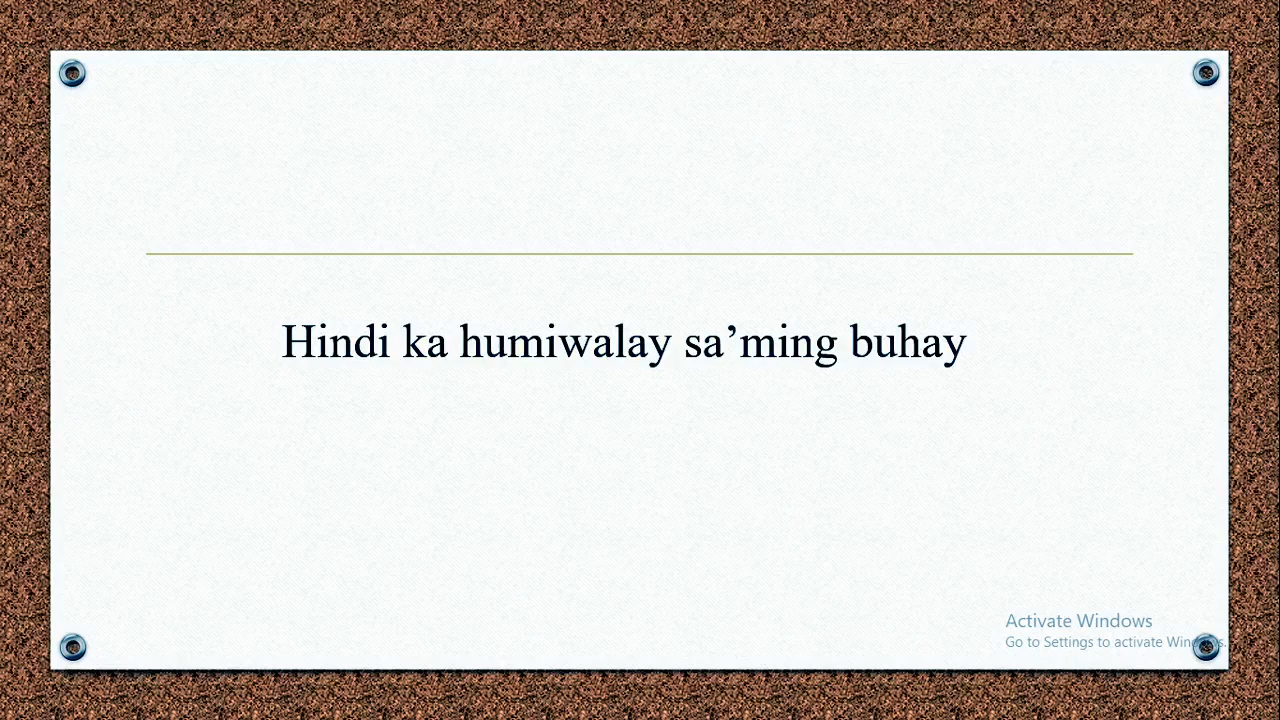 Hindi ka humiwalay sa’ming buhay
Activate Windows
Go to Settings to activate Windows.